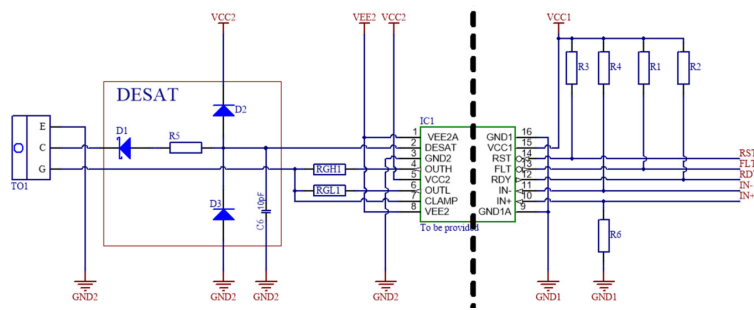 VCC2
VEE2 VCC2
VCC1
DESAT
R3 R4 R1 R2
D2
IC1
E
C
G
TO1
D1
R5
1 VEE2A
2 DESAT
3 GND2
4 OUTH
5 VCC2
6 OUTL
7 CLAMP
8 VEE2
GND1 16
VCC1 15
RST 14
FLT 13
RDY 12
IN- 11
IN+ 10
GND1A 9
RST
FLT
RD
IN-
IN+
RGH1
RGL1
D3
C6 10pF
To be provided
R6
GND2
GND2
GND2
GND2
GND1
GND1